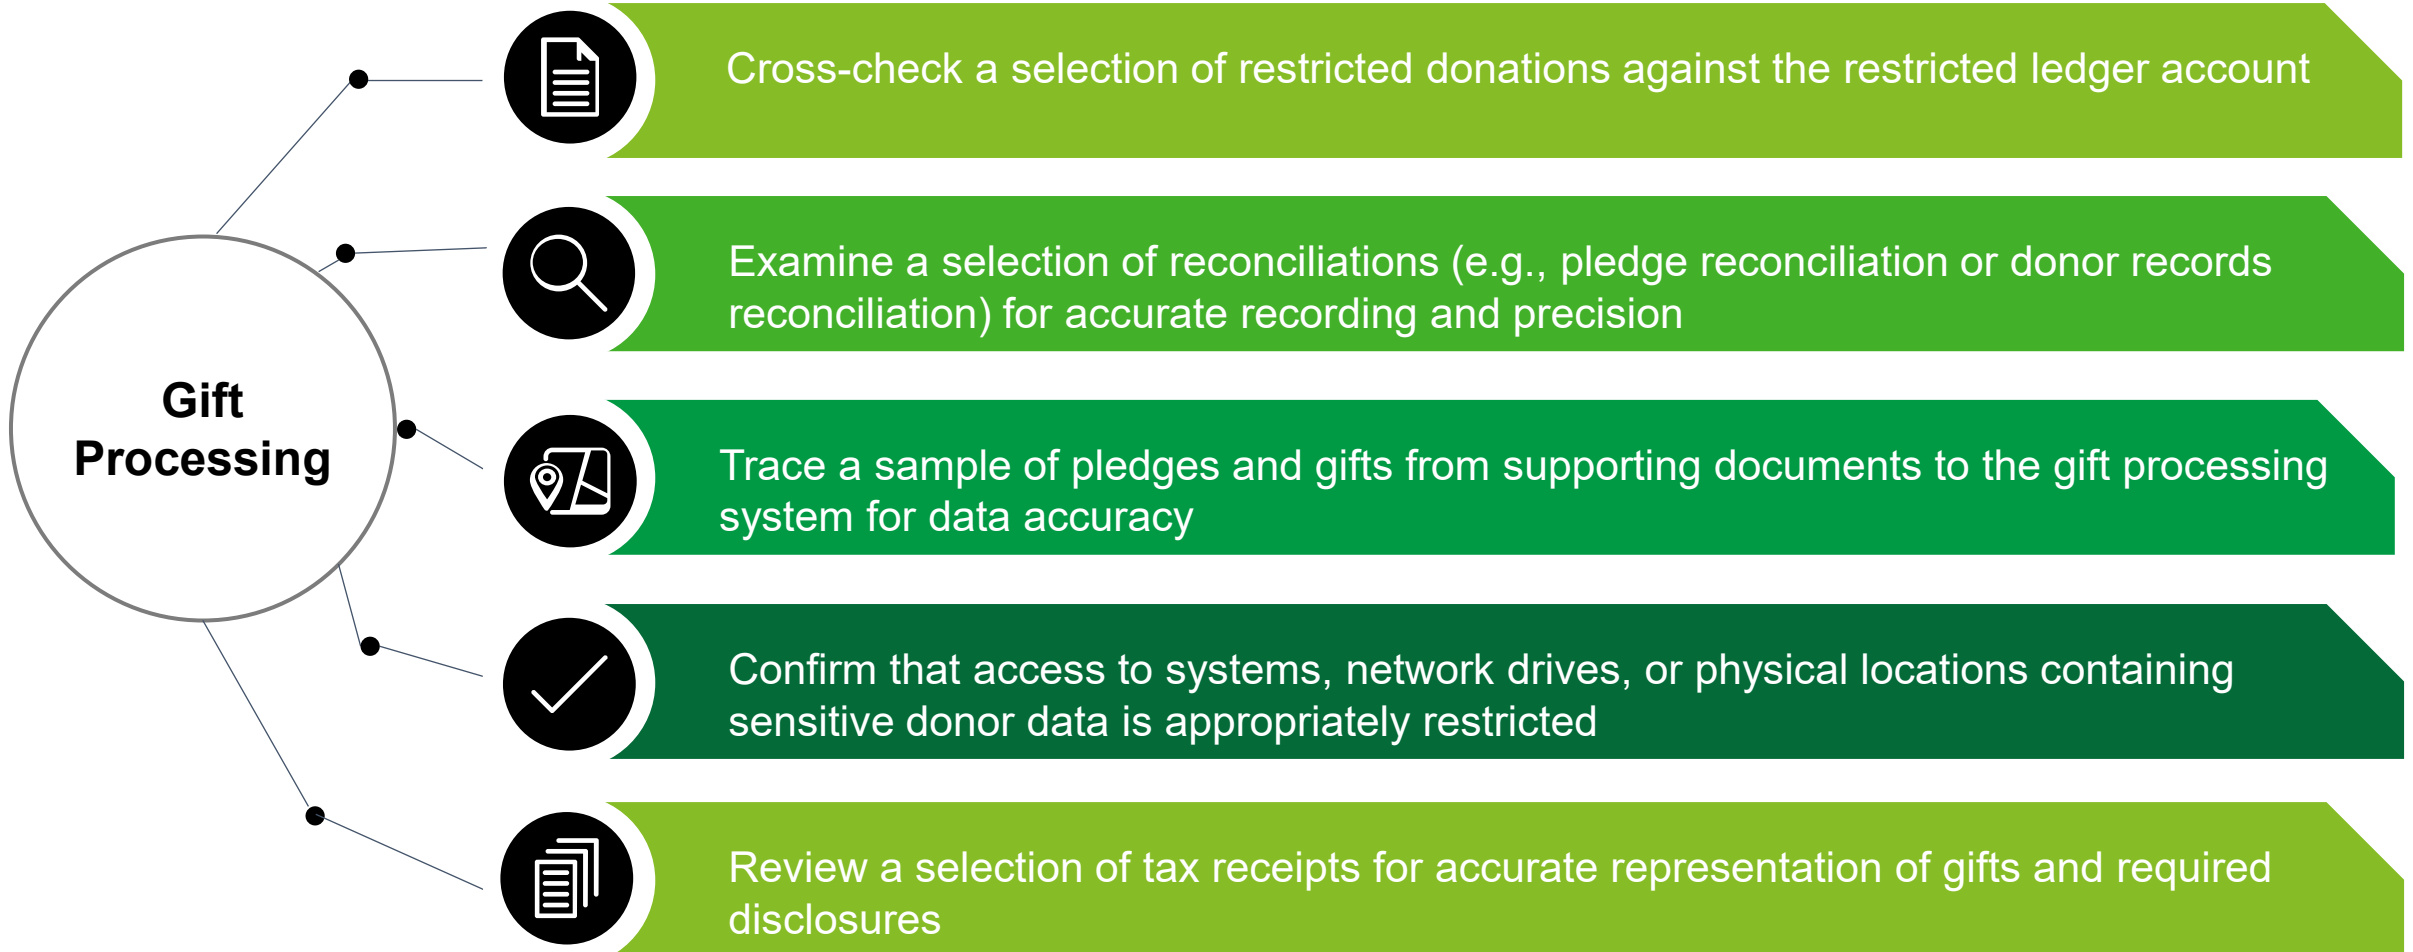 Cross-check a selection of restricted donations against the restricted ledger account
Examine a selection of reconciliations (e.g., pledge reconciliation or donor records
reconciliation) for accurate recording and precision
Gift
Processing
Trace a sample of pledges and gifts from supporting documents to the gift processing
system for data accuracy
Confirm that access to systems, network drives, or physical locations containing
sensitive donor data is appropriately restricted
Review a selection of tax receipts for accurate representation of gifts and required
disclosures